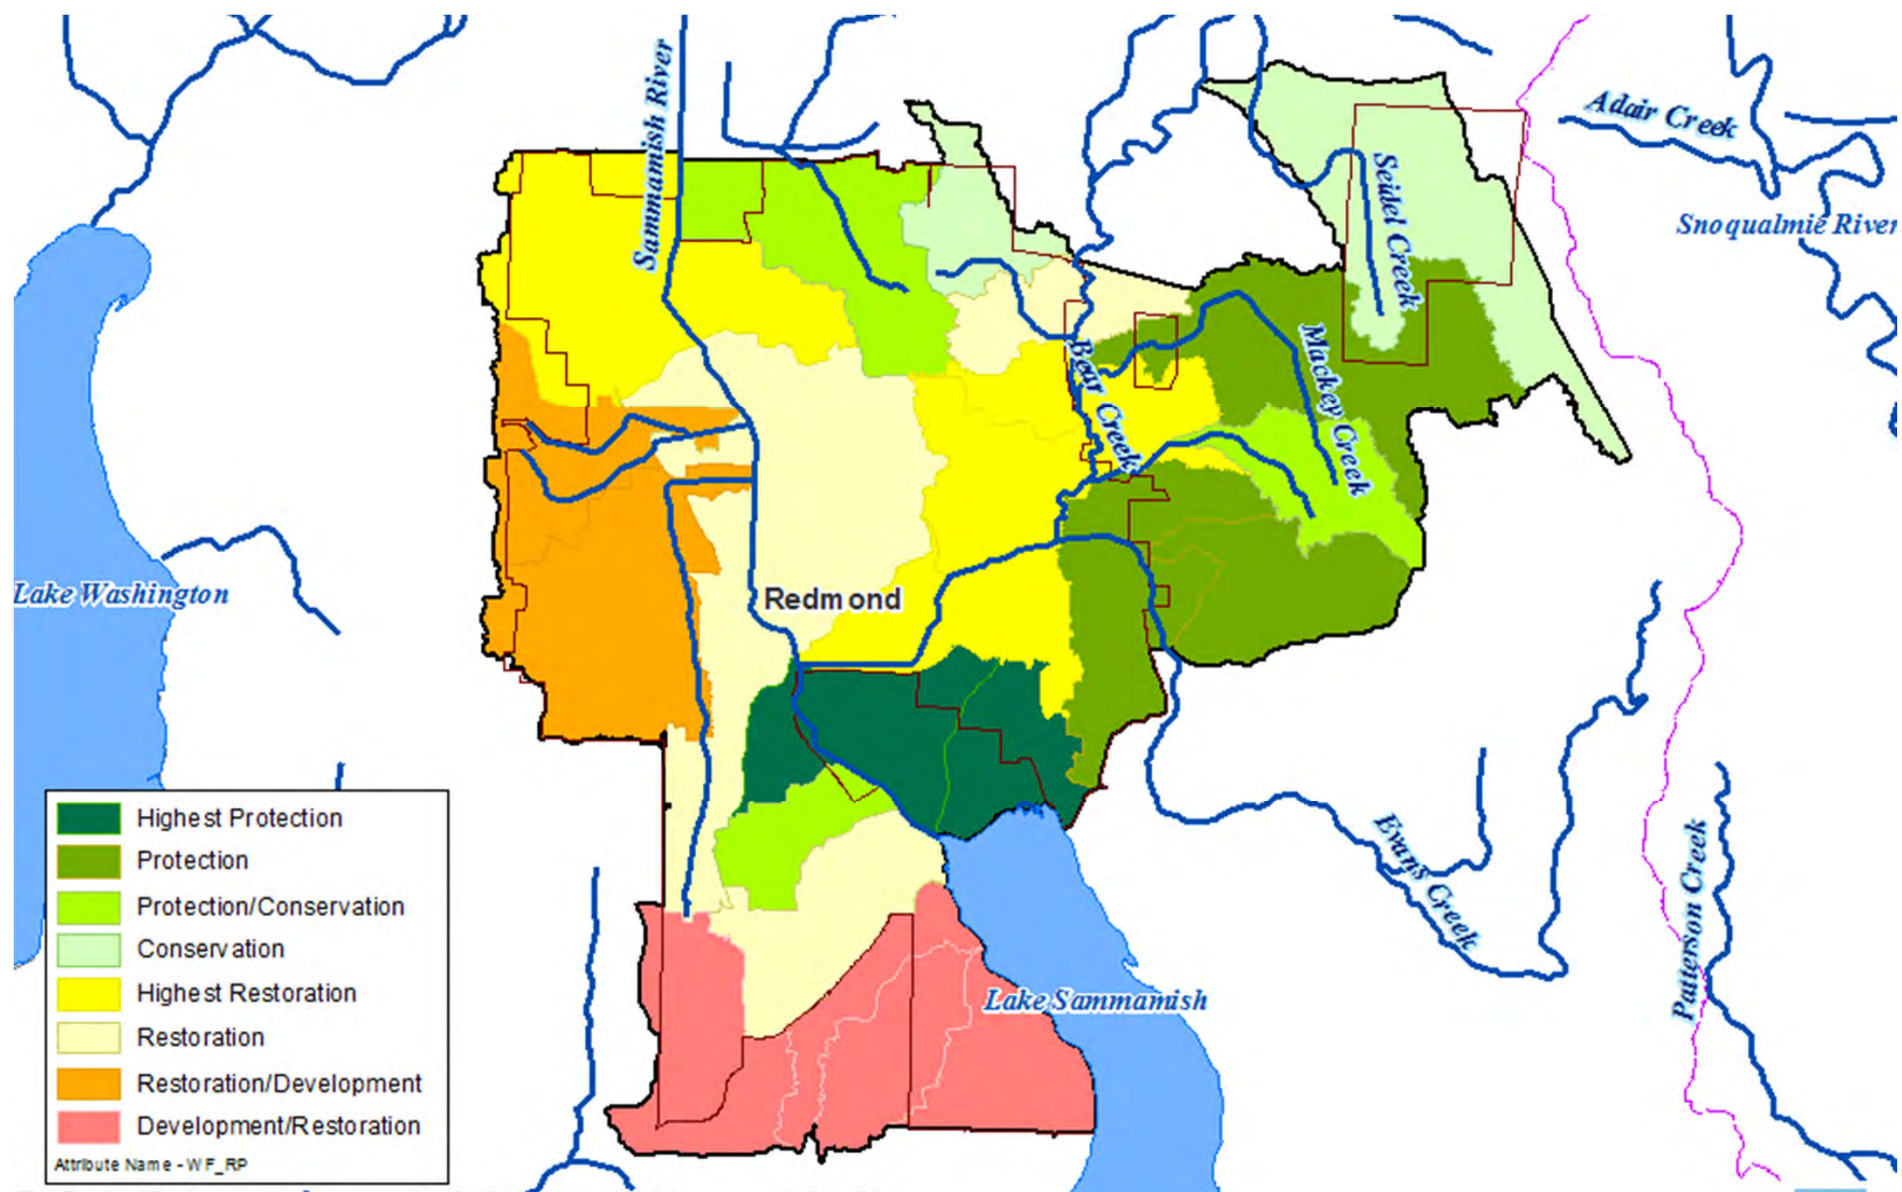 Sammamish River
Adair Creek
Seidel Creek
Snoqualmie River
Mackey Creek
Bear Creek
Lake Washington
Redmond
Highest Protection
Protection
Protection/Conservation
Conservation
Highest Restoration
Restoration
Restoration/Development
Development/Restoration
Attribute Name - WF_RP
Evans Creek
Patterson Creek
Lake Sammamish